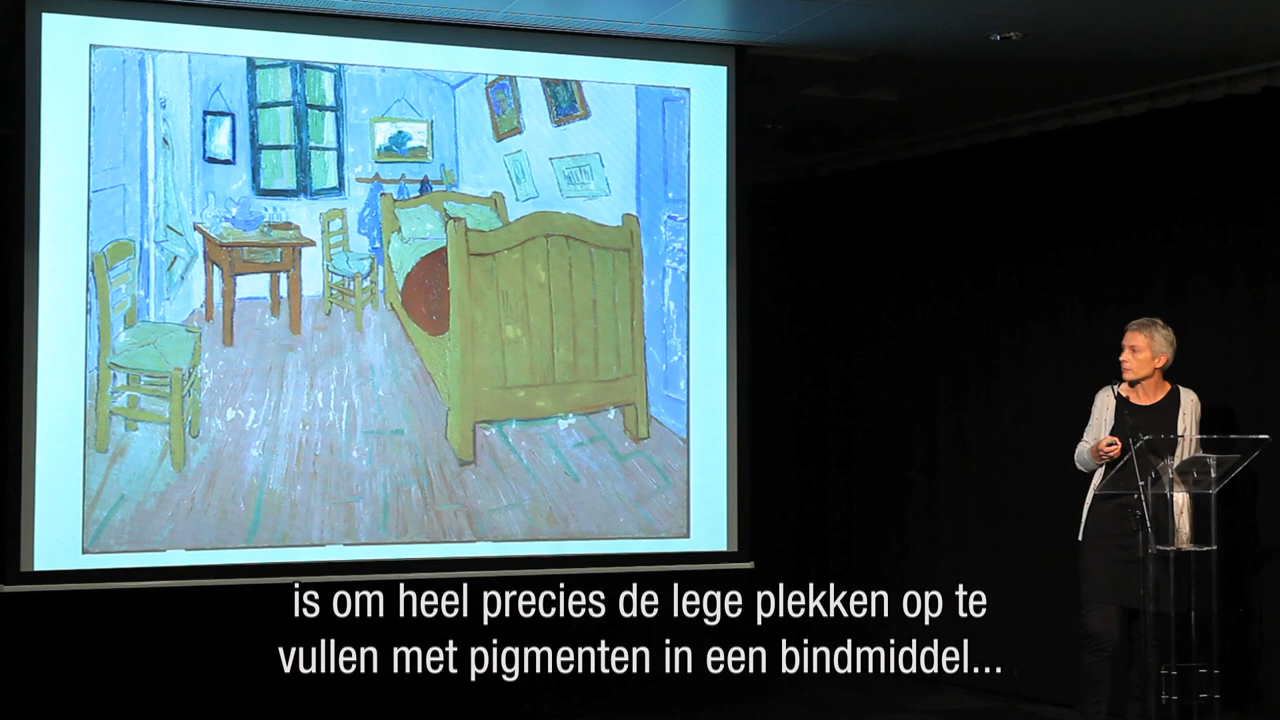 is om heel precies de lege plekken op te
vullen met pigmenten in een bindmiddel...